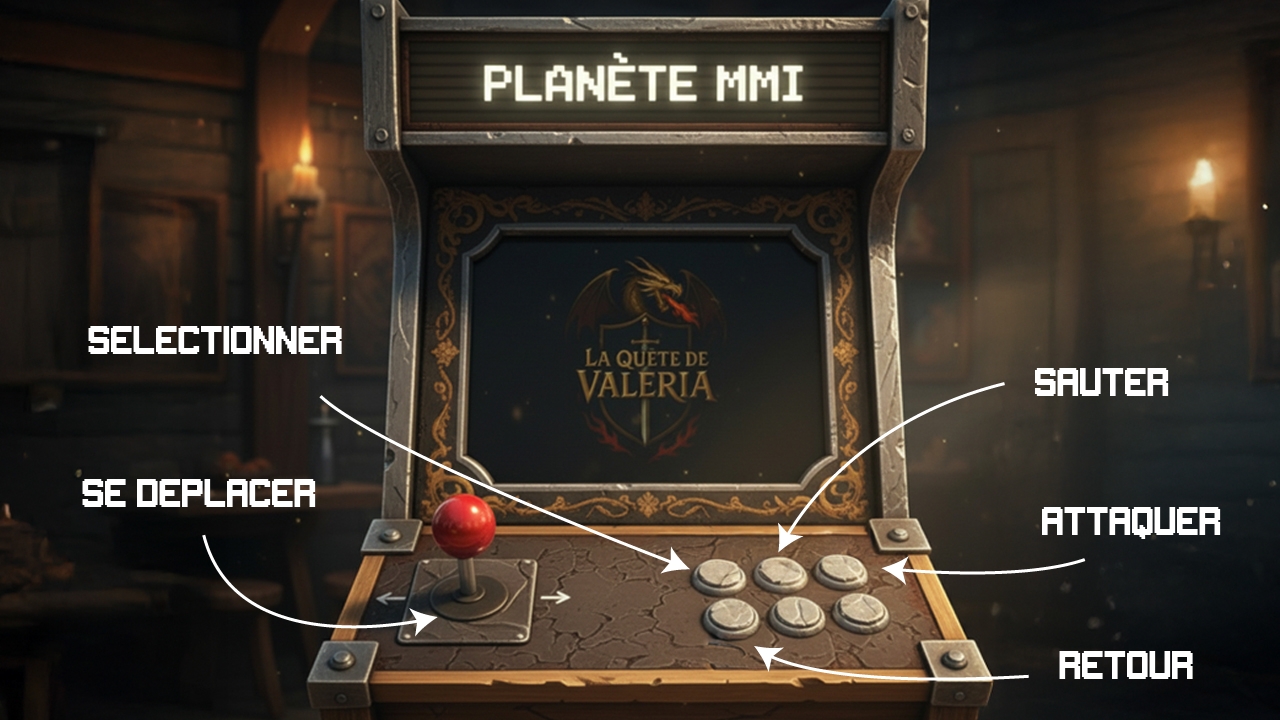 PLANÈTE MMI
LA QUÊTE DE
VALERIA
SELECTIONNER
SAUTER
SE DEPLACER
ATTAQUER
RETOUR